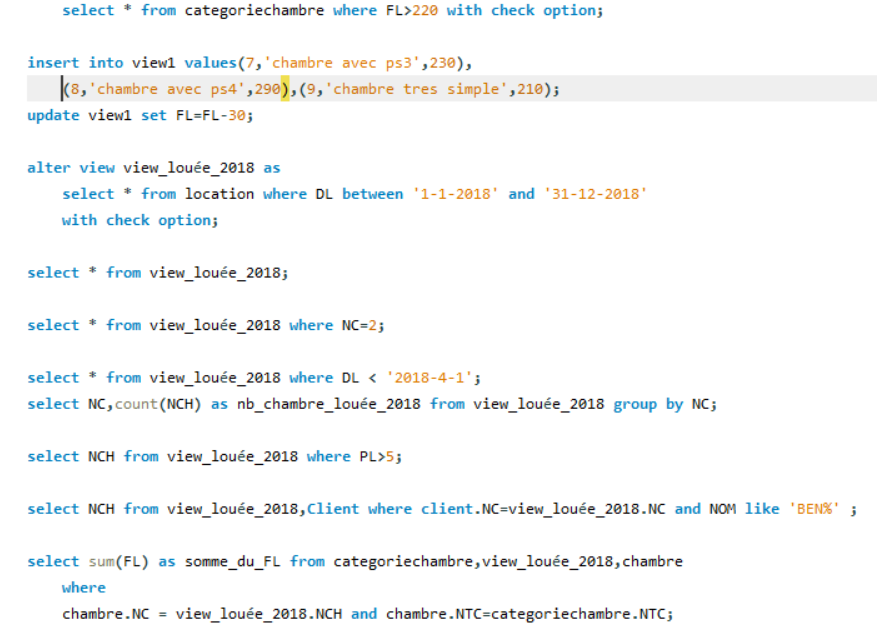 select * from categoriechambre where FL>220 with check option;
insert into view1 values(7,'chambre avec ps3',230),
(8,'chambre avec ps4',290),(9,'chambre tres simple',210);
update view1 set FL=FL-30;
alter view view_louée_2018 as
select * from location where DL between '1-1-2018' and '31-12-2018'
with check option;
select * from view_louée_2018;
select * from view_louée_2018 where NC=2;
select * from view_louée_2018 where DL < '2018-4-1';
select NC,count(NCH) as nb_chambre_louée_2018 from view_louée_2018 group by NC;
select NCH from view_louée_2018 where PL>5;
select NCH from view_louée_2018,Client where client.NC=view_louée_2018.NC and NOM like 'BEN%' ;
select sum(FL) as somme_du_FL from categoriechambre,view_louée_2018,chambre
where
chambre.NC = view_louée_2018.NCH and chambre.NTC=categoriechambre.NTC;